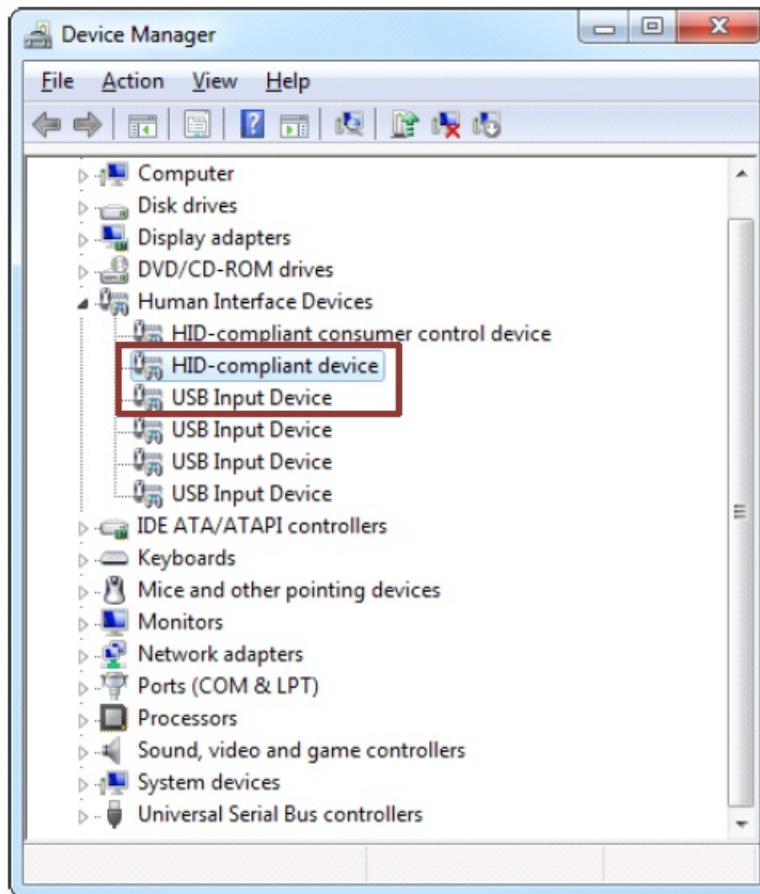 Device Manager
File Action View Help
Computer
Disk drives
Display adapters
DVD/CD-ROM drives
Human Interface Devices
HID-compliant consumer control device
HID-compliant device
USB Input Device
USB Input Device
USB Input Device
USB Input Device
IDE ATA/ATAPI controllers
Keyboards
Mice and other pointing devices
Monitors
Network adapters
Ports (COM & LPT)
Processors
Sound, video and game controllers
System devices
Universal Serial Bus controllers